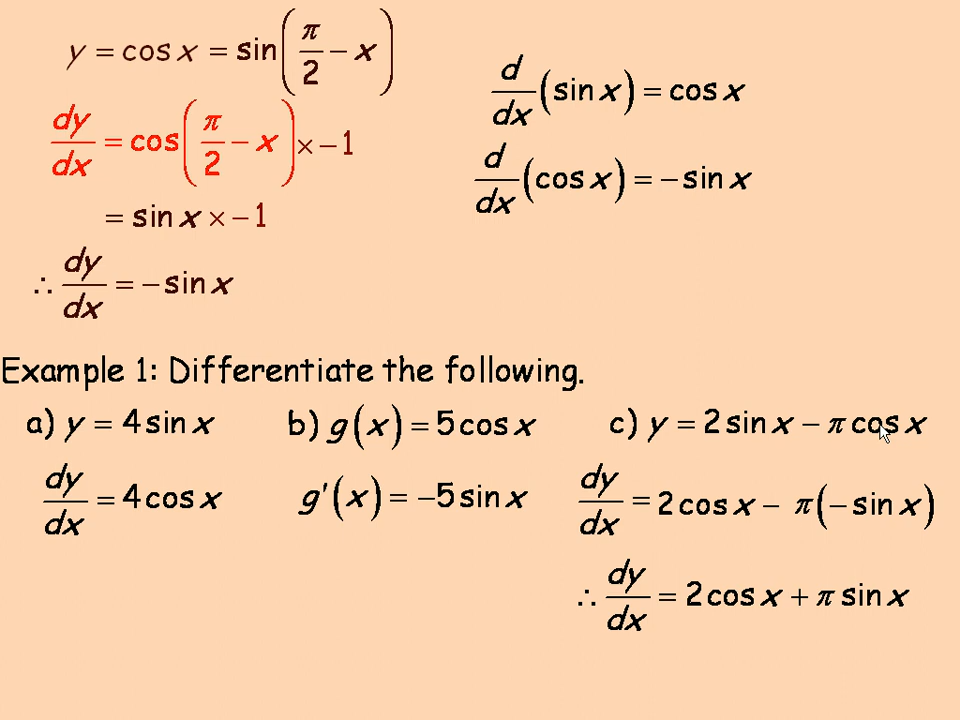 y = cos x = sin(π/2 − x)
dy/dx = cos(π/2 − x) × −1
= sin x × −1
∴ dy/dx = − sin x
d/dx (sin x) = cos x
d/dx (cos x) = − sin x
Example 1: Differentiate the following.
a) y = 4 sin x
dy/dx = 4 cos x
b) g(x) = 5 cos x
g′(x) = −5 sin x
c) y = 2 sin x − π cos x
dy/dx = 2 cos x − π(− sin x)
∴ dy/dx = 2 cos x + π sin x